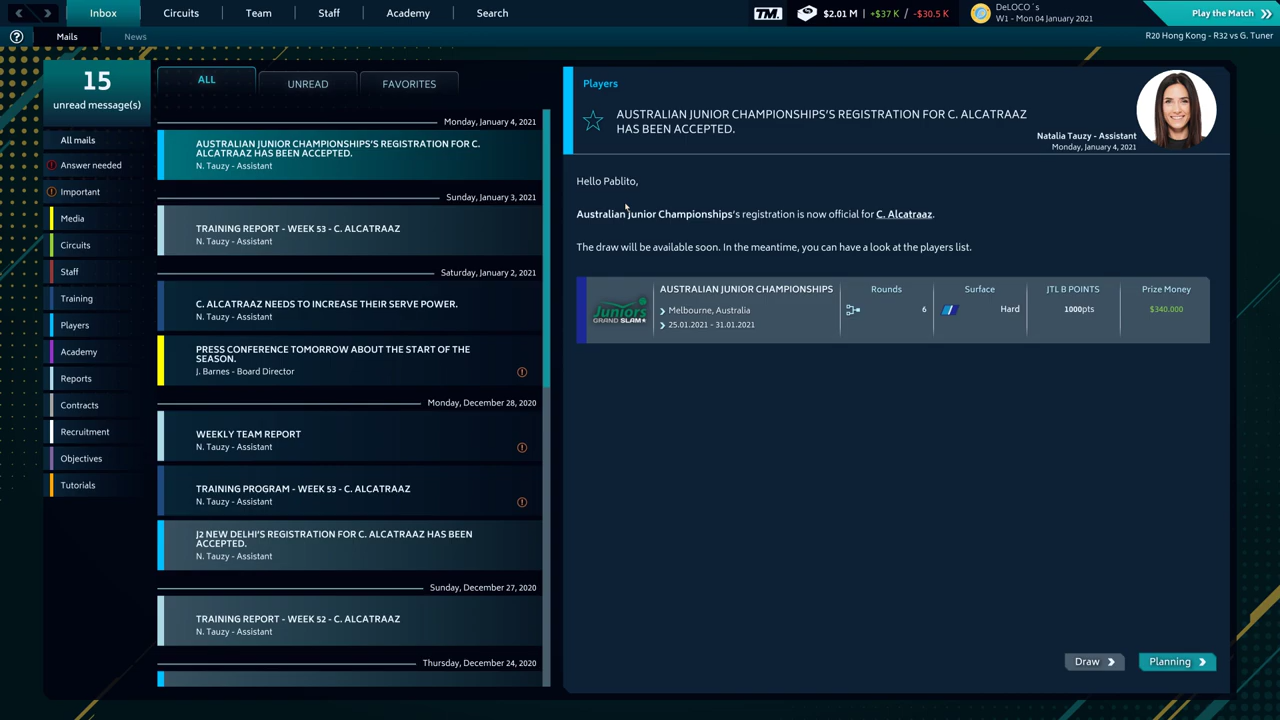 Inbox
Circuits
Team
Staff
Academy
Search
TM.
$2.01 M | +$37 K / -$30.5 K
DeLOCO´s
W1 - Mon 04 January 2021
Play the Match
Mails
News
R20 Hong Kong - R32 vs G. Tuner
15
unread message(s)
All mails
Answer needed
Important
Media
Circuits
Staff
Training
Players
Academy
Reports
Contracts
Recruitment
Objectives
Tutorials
ALL
UNREAD
FAVORITES
Monday, January 4, 2021
AUSTRALIAN JUNIOR CHAMPIONSHIPS'S REGISTRATION FOR C.
ALCATRAAZ HAS BEEN ACCEPTED.
N. Tauzy - Assistant
Sunday, January 3, 2021
TRAINING REPORT - WEEK 53 - C. ALCATRAAZ
N. Tauzy - Assistant
Saturday, January 2, 2021
C. ALCATRAAZ NEEDS TO INCREASE THEIR SERVE POWER.
N. Tauzy - Assistant
PRESS CONFERENCE TOMORROW ABOUT THE START OF THE
SEASON.
J. Barnes - Board Director
Monday, December 28, 2020
WEEKLY TEAM REPORT
N. Tauzy - Assistant
TRAINING PROGRAM - WEEK 53 - C. ALCATRAAZ
N. Tauzy - Assistant
J2 NEW DELHI'S REGISTRATION FOR C. ALCATRAAZ HAS BEEN
ACCEPTED.
N. Tauzy - Assistant
Sunday, December 27, 2020
TRAINING REPORT - WEEK 52 - C. ALCATRAAZ
N. Tauzy - Assistant
Thursday, December 24, 2020
Players
AUSTRALIAN JUNIOR CHAMPIONSHIPS'S REGISTRATION FOR C. ALCATRAAZ
HAS BEEN ACCEPTED.
Natalia Tauzy - Assistant
Monday, January 4, 2021
Hello Pablito,
Australian Junior Championships's registration is now official for C. Alcatraaz.
The draw will be available soon. In the meantime, you can have a look at the players list.
Juniors
GRAND SLAM
AUSTRALIAN JUNIOR CHAMPIONSHIPS
Melbourne, Australia
25.01.2021 - 31.01.2021
Rounds
6
Surface
Hard
JTL B POINTS
1000pts
Prize Money
$340.000
Draw
Planning